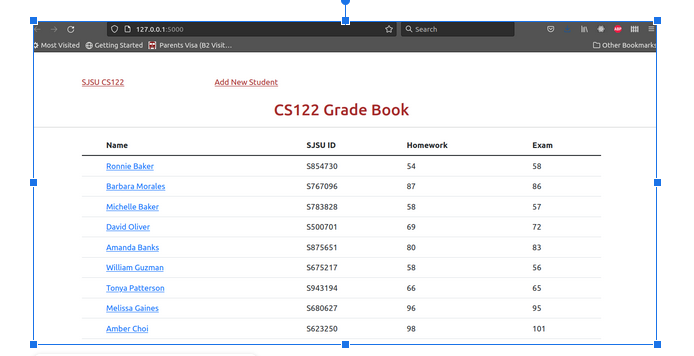 127.0.0.1:5000 Search
Most Visited Getting Started Parents Visa (B2 Visit… Other Bookmarks
SJSU CS122 Add New Student
CS122 Grade Book
Name SJSU ID Homework Exam
Ronnie Baker S854730 54 58
Barbara Morales S767096 87 86
Michelle Baker S783828 58 57
David Oliver S500701 69 72
Amanda Banks S875651 80 83
William Guzman S675217 58 56
Tonya Patterson S943194 66 65
Melissa Gaines S680627 96 95
Amber Choi S623250 98 101